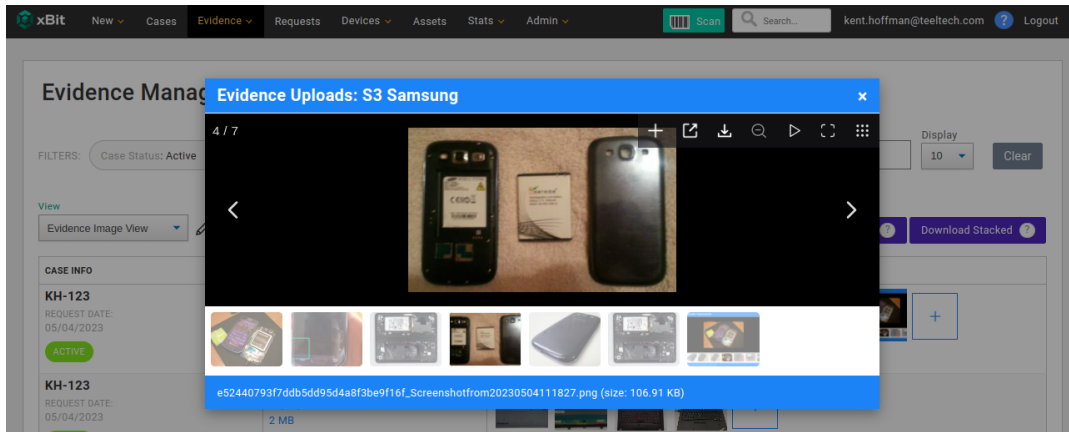 xBit New Cases Evidence Requests Devices Assets Stats Admin Scan Search... kent.hoffman@teeltech.com ? Logout
Evidence Manag
Evidence Uploads: S3 Samsung ×
4 / 7
FILTERS: Case Status: Active
Display
10
Clear
View
Evidence Image View
? Download Stacked ?
CASE INFO
KH-123
REQUEST DATE:
05/04/2023
ACTIVE
+
e52440793f7ddb5dd95d4a8f3be9f16f_Screenshotfrom20230504111827.png (size: 106.91 KB)
KH-123
REQUEST DATE:
05/04/2023
2 MB